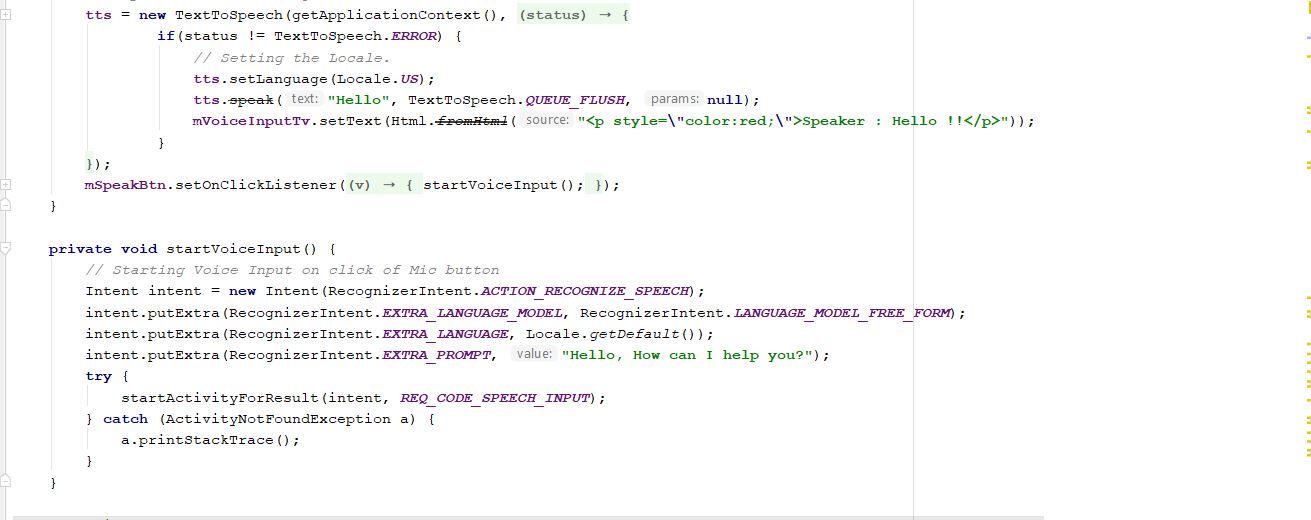 tts = new TextToSpeech(getApplicationContext(), (status) → {
if(status != TextToSpeech.ERROR) {
// Setting the Locale.
tts.setLanguage(Locale.US);
tts.speak( text: "Hello", TextToSpeech.QUEUE_FLUSH, params: null);
mVoiceInputTv.setText(Html.fromHtml( source: "<p style=\"color:red;\">Speaker : Hello !!</p>"));
}
});
mSpeakBtn.setOnClickListener((v) → { startVoiceInput(); });
}
private void startVoiceInput() {
// Starting Voice Input on click of Mic button
Intent intent = new Intent(RecognizerIntent.ACTION_RECOGNIZE_SPEECH);
intent.putExtra(RecognizerIntent.EXTRA_LANGUAGE_MODEL, RecognizerIntent.LANGUAGE_MODEL_FREE_FORM);
intent.putExtra(RecognizerIntent.EXTRA_LANGUAGE, Locale.getDefault());
intent.putExtra(RecognizerIntent.EXTRA_PROMPT, value: "Hello, How can I help you?");
try {
startActivityForResult(intent, REQ_CODE_SPEECH_INPUT);
} catch (ActivityNotFoundException a) {
a.printStackTrace();
}
}